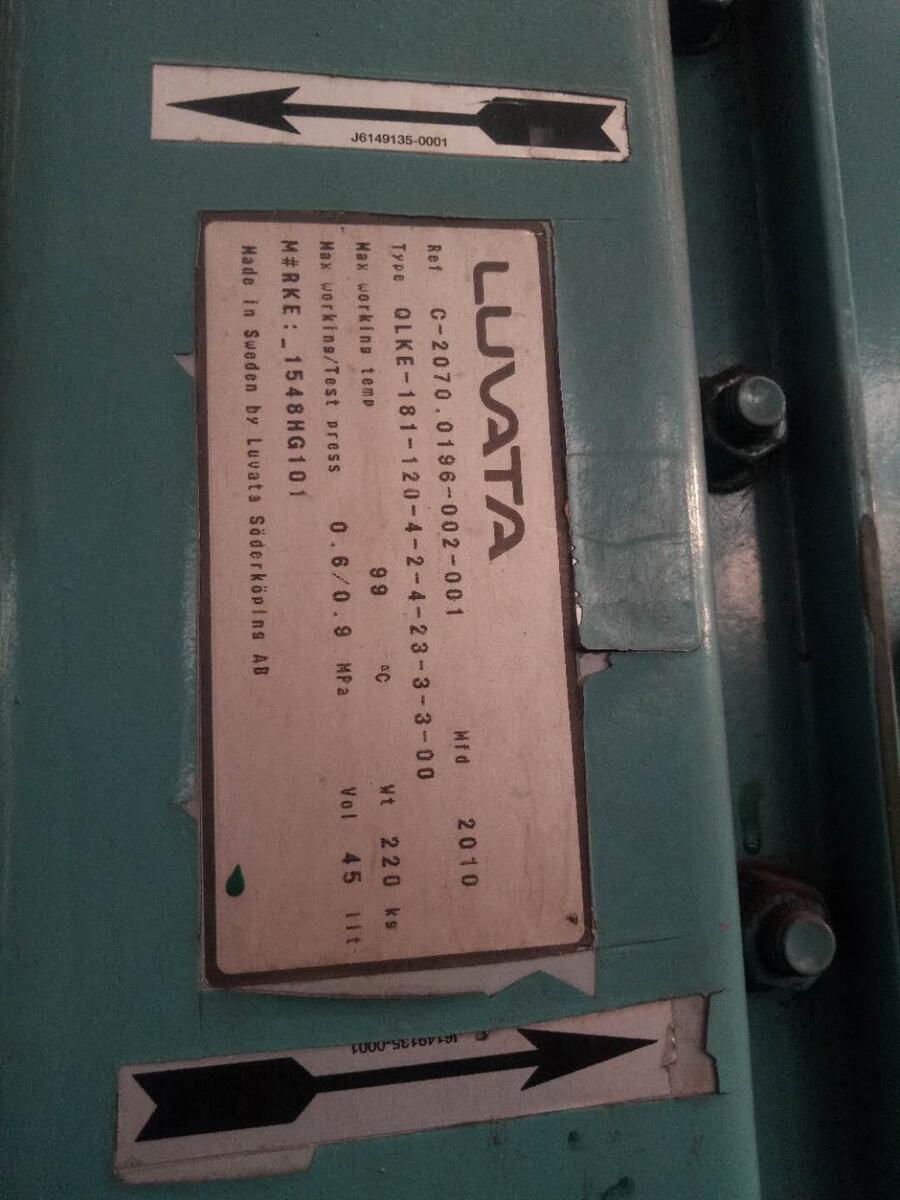 J6149135-0001
LUVATA
Ref C-2070.0196-002-001 Mfd 2010
Type QLKE-181-120-4-2-4-23-3-3-00
Max working temp 99 °C Wt 220 kg
Max working/Test press 0.6/0.9 MPa Vol 45 lit
M#RKE:_1548HG101
Made in Sweden by Luvata Söderköping AB
J6149135-0001